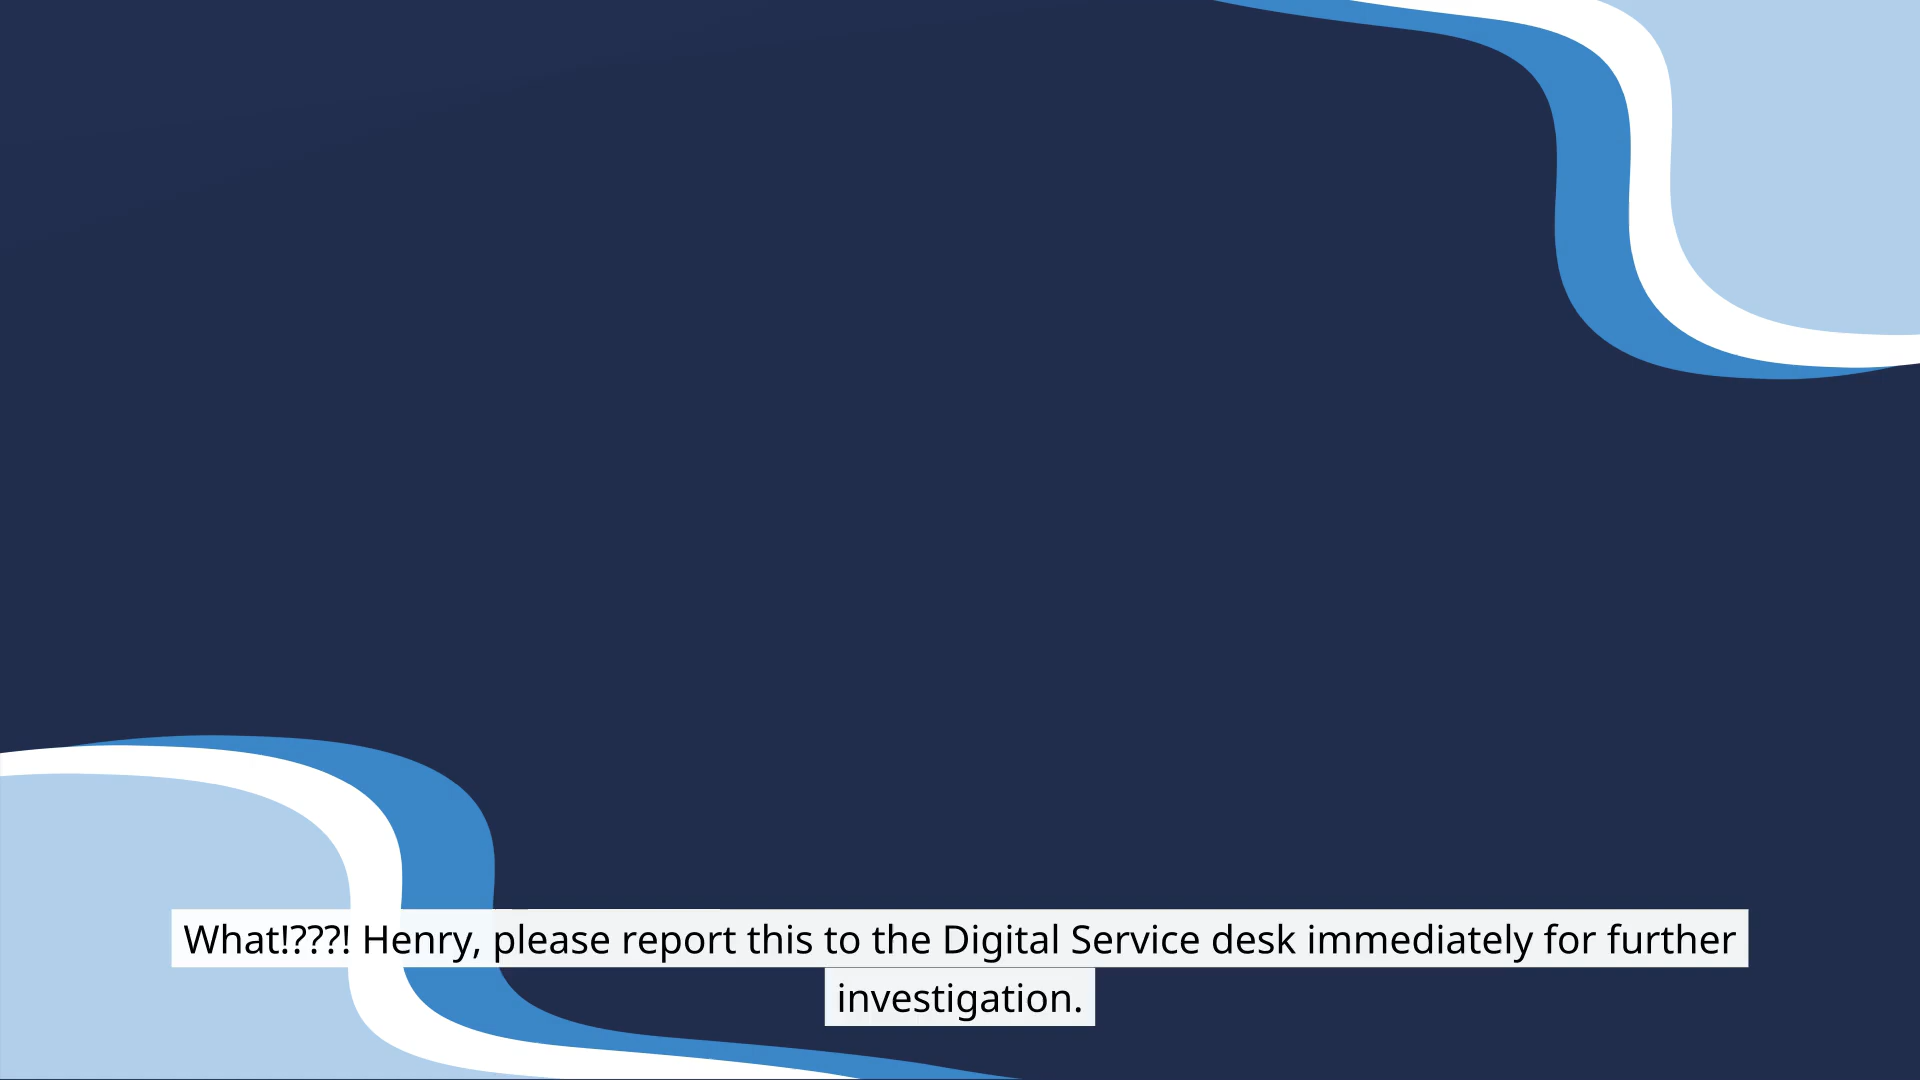 What!???! Henry, please report this to the Digital Service desk immediately for further
investigation.